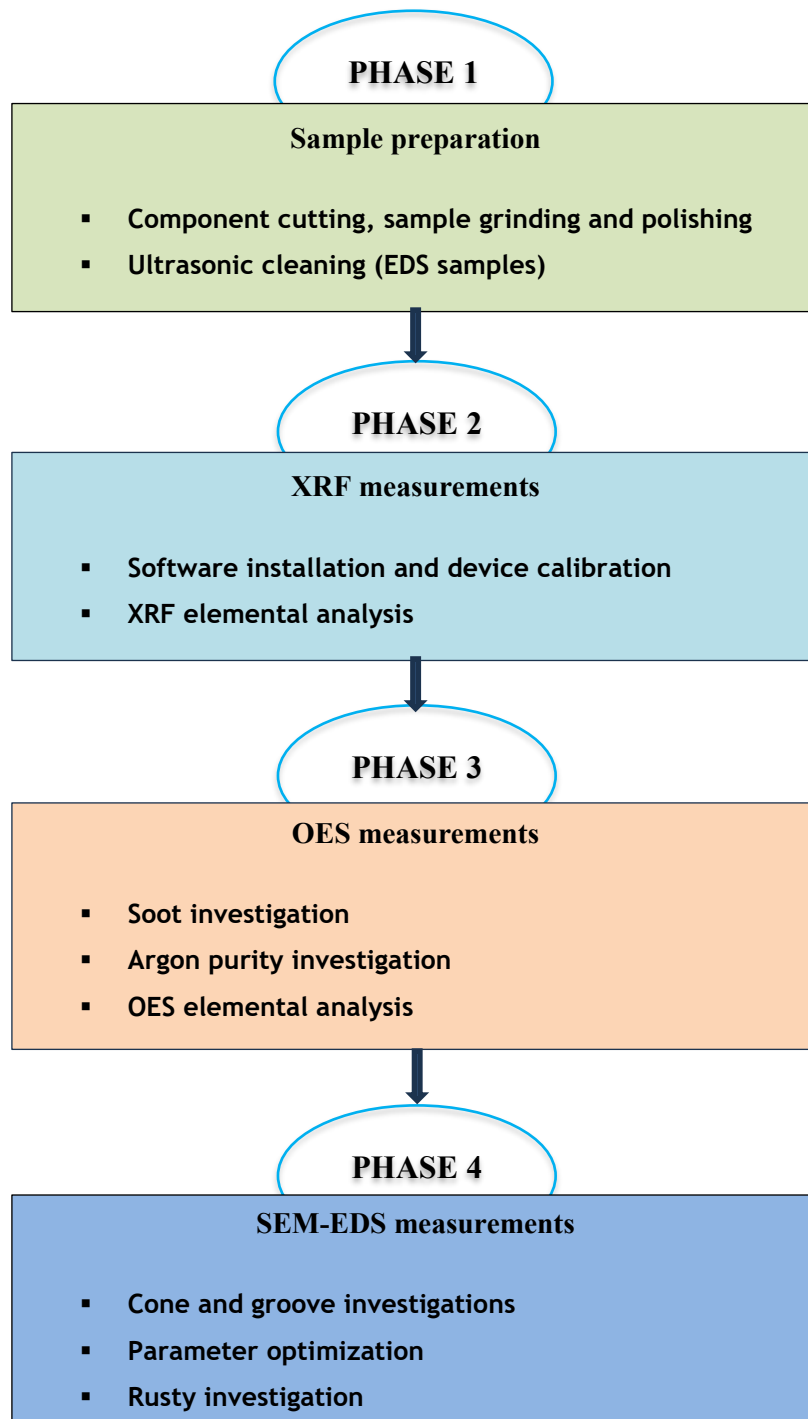 PHASE 1
Sample preparation
▪ Component cutting, sample grinding and polishing
▪ Ultrasonic cleaning (EDS samples)
PHASE 2
XRF measurements
▪ Software installation and device calibration
▪ XRF elemental analysis
PHASE 3
OES measurements
▪ Soot investigation
▪ Argon purity investigation
▪ OES elemental analysis
PHASE 4
SEM-EDS measurements
▪ Cone and groove investigations
▪ Parameter optimization
▪ Rusty investigation